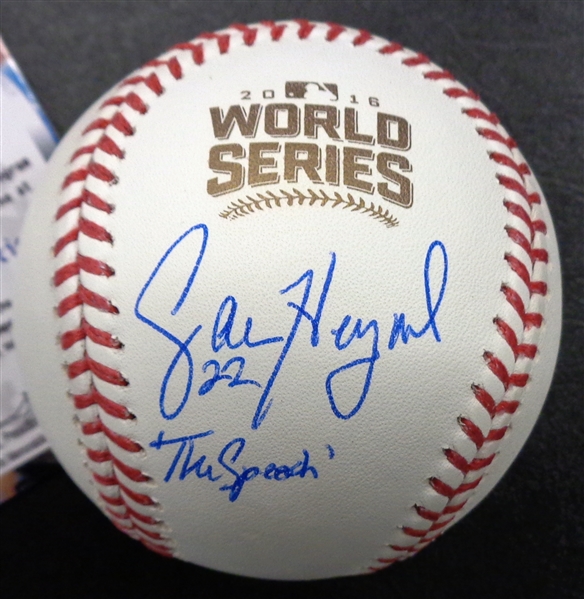 2016
WORLD
SERIES
Jason Heyward
22
'The Speech'